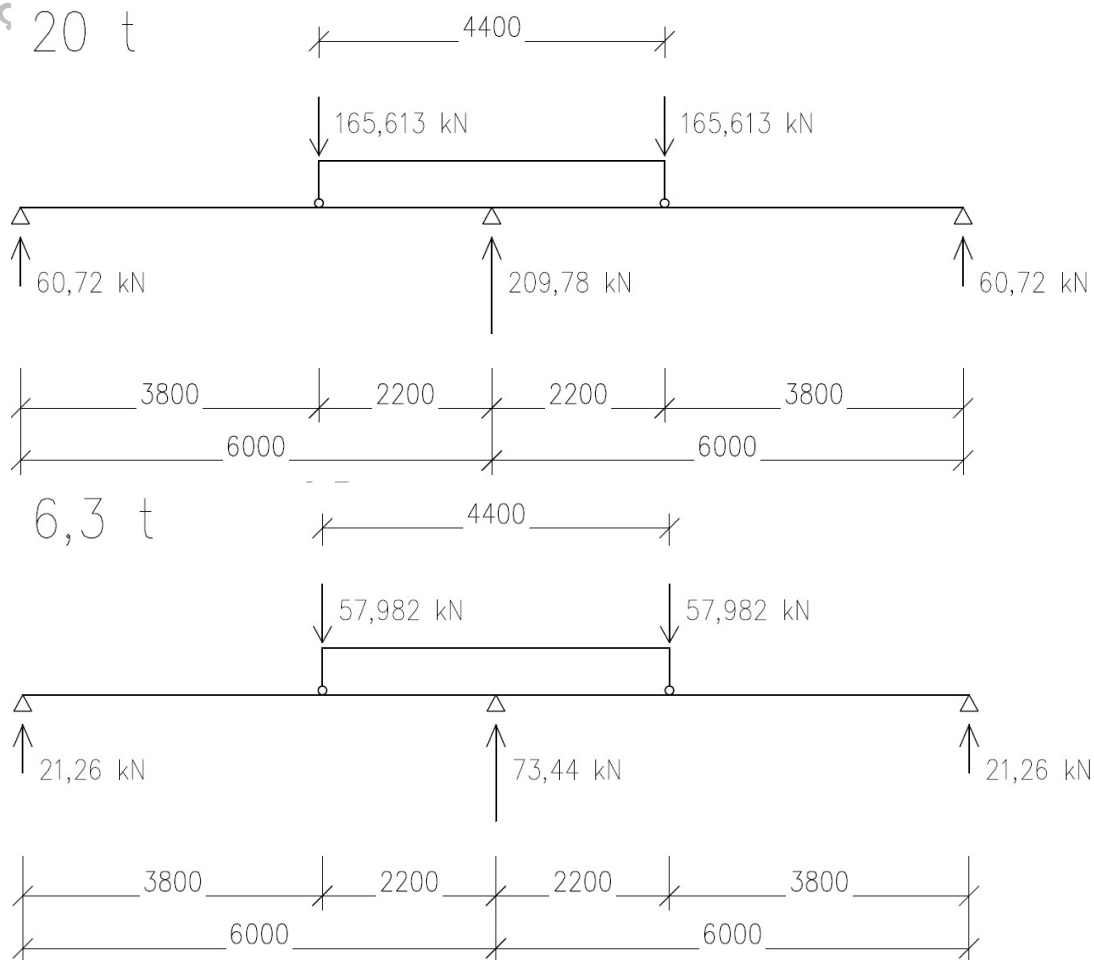 20 t
4400
165,613 kN 165,613 kN
60,72 kN 209,78 kN 60,72 kN
3800 2200 2200 3800
6000 6000
6,3 t
4400
57,982 kN 57,982 kN
21,26 kN 73,44 kN 21,26 kN
3800 2200 2200 3800
6000 6000